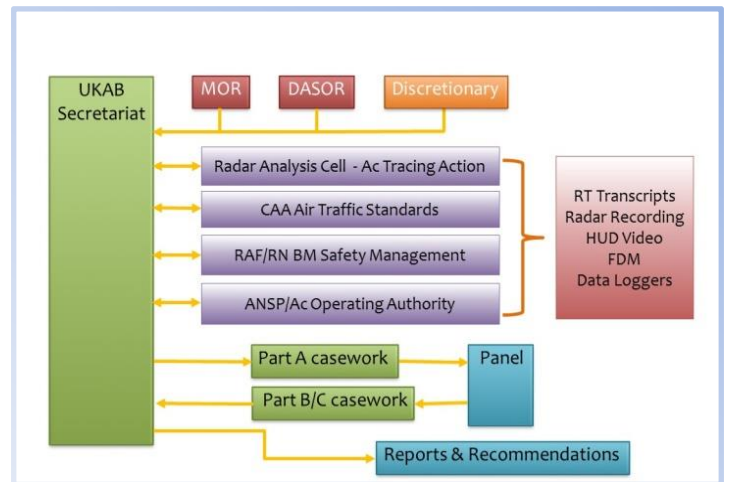 UKAB
Secretariat
MOR
DASOR
Discretionary
Radar Analysis Cell - Ac Tracing Action
CAA Air Traffic Standards
RAF/RN BM Safety Management
ANSP/Ac Operating Authority
RT Transcripts
Radar Recording
HUD Video
FDM
Data Loggers
Part A casework
Panel
Part B/C casework
Reports & Recommendations